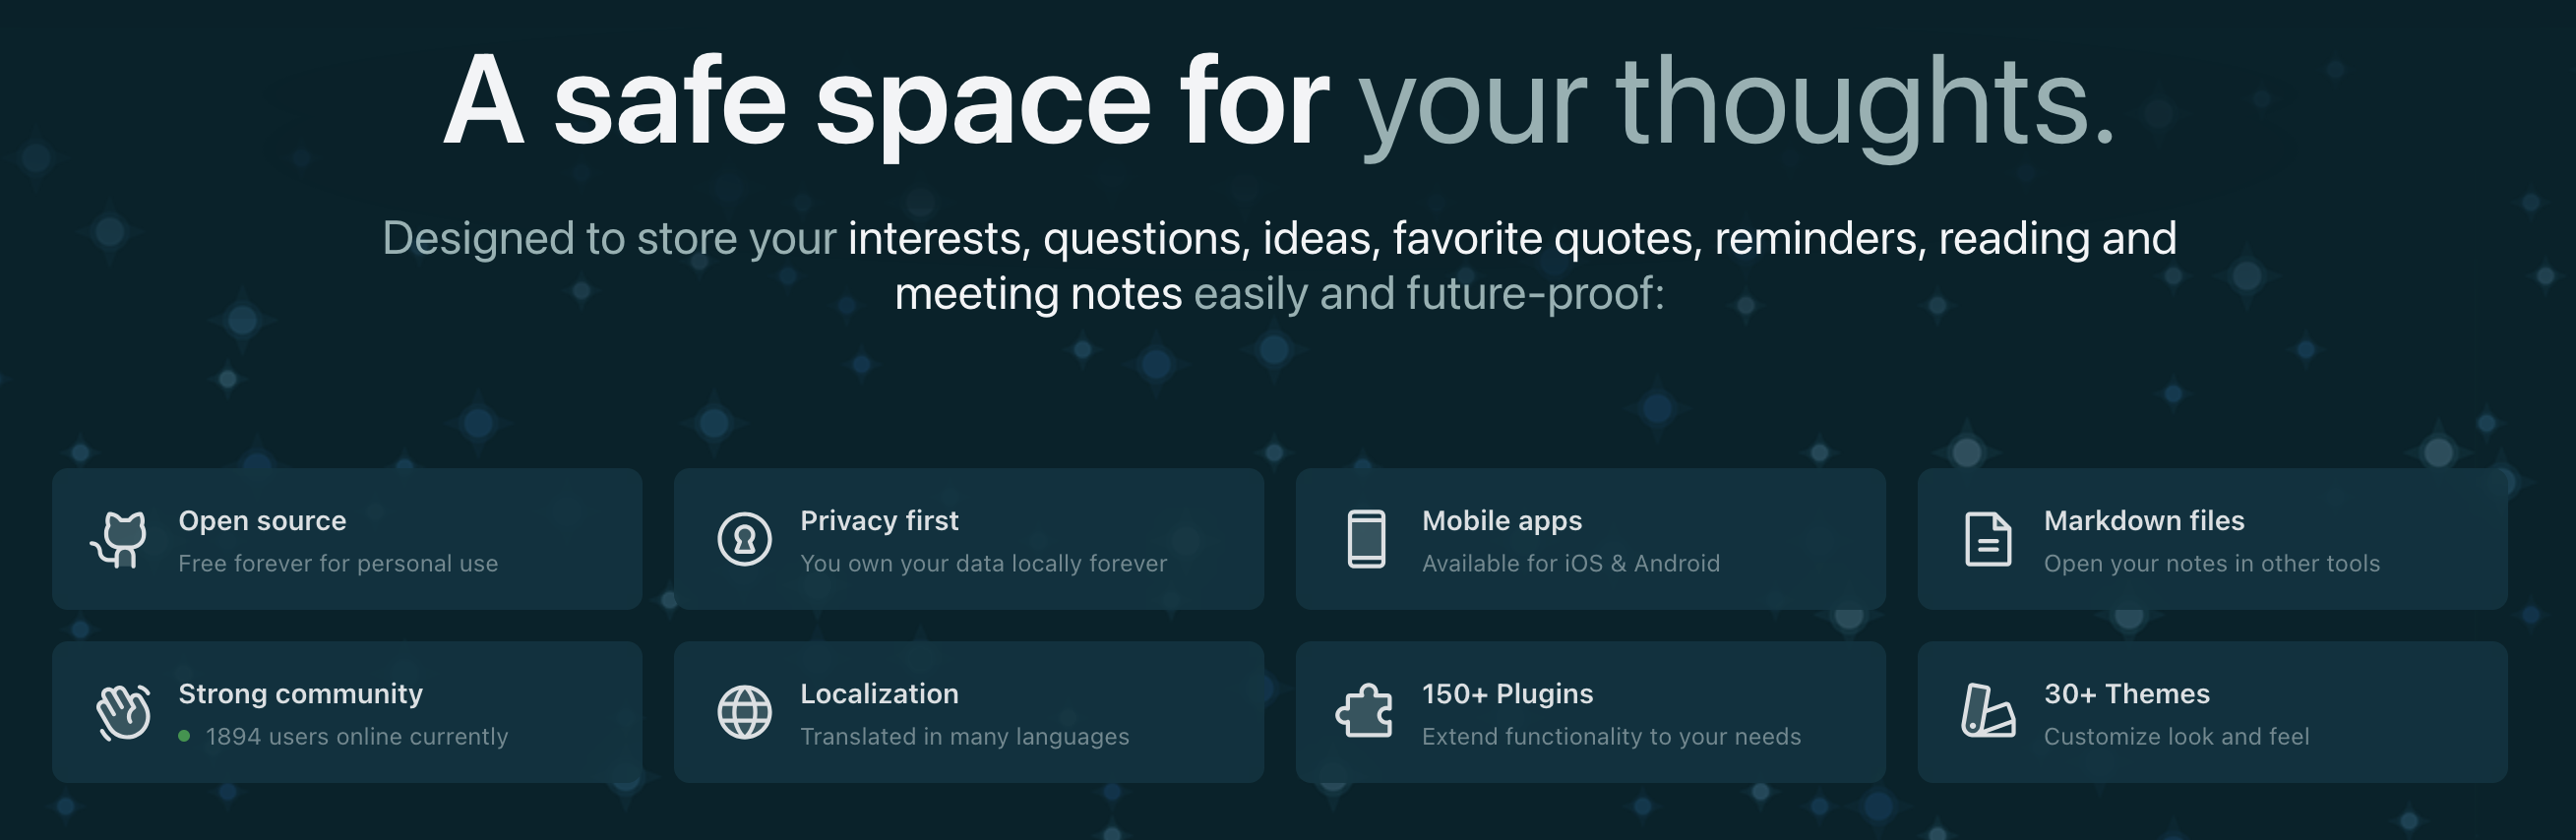 A safe space for your thoughts.
Designed to store your interests, questions, ideas, favorite quotes, reminders, reading and
meeting notes easily and future-proof:
Open source
Free forever for personal use
Privacy first
You own your data locally forever
Mobile apps
Available for iOS & Android
Markdown files
Open your notes in other tools
Strong community
1894 users online currently
Localization
Translated in many languages
150+ Plugins
Extend functionality to your needs
30+ Themes
Customize look and feel